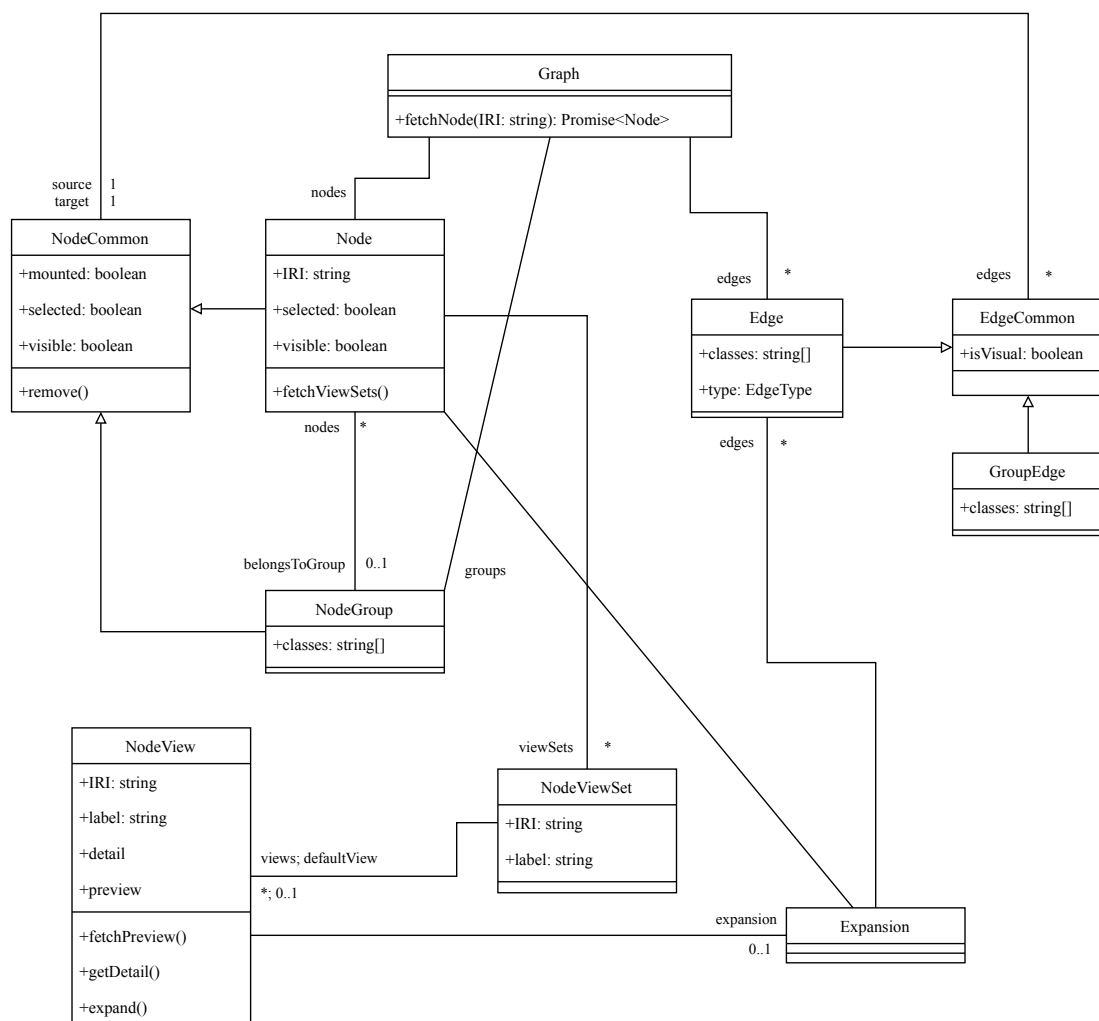 Graph
+fetchNode(IRI: string): Promise<Node>
source 1
target 1
nodes
NodeCommon
+mounted: boolean
+selected: boolean
+visible: boolean
+remove()
Node
+IRI: string
+selected: boolean
+visible: boolean
+fetchViewSets()
edges *
Edge
+classes: string[]
+type: EdgeType
edges *
EdgeCommon
+isVisual: boolean
nodes *
edges *
GroupEdge
+classes: string[]
belongsToGroup 0..1
groups
NodeGroup
+classes: string[]
NodeView
+IRI: string
+label: string
+detail
+preview
+fetchPreview()
+getDetail()
+expand()
viewSets *
NodeViewSet
+IRI: string
+label: string
views; defaultView
*; 0..1
expansion
0..1
Expansion